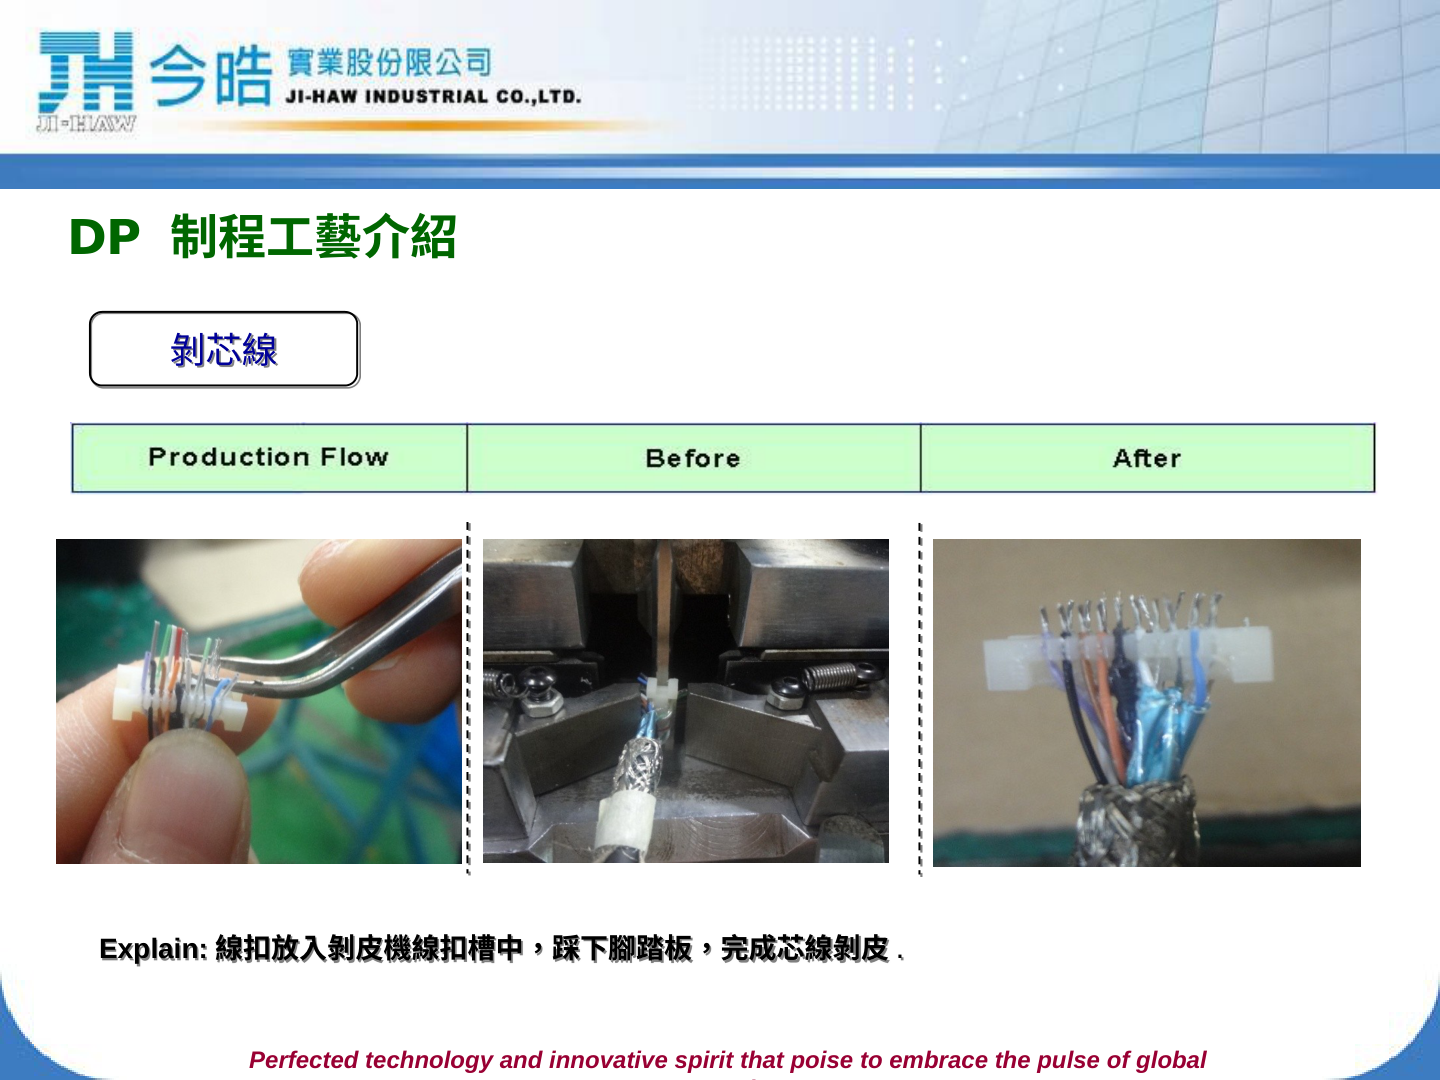 JI-HAW
今皓
實業股份限公司
JI-HAW INDUSTRIAL CO.,LTD.
DP 制程工藝介紹
剝芯線
Production Flow
Before
After
Explain: 線扣放入剝皮機線扣槽中，踩下腳踏板，完成芯線剝皮 .
Perfected technology and innovative spirit that poise to embrace the pulse of global